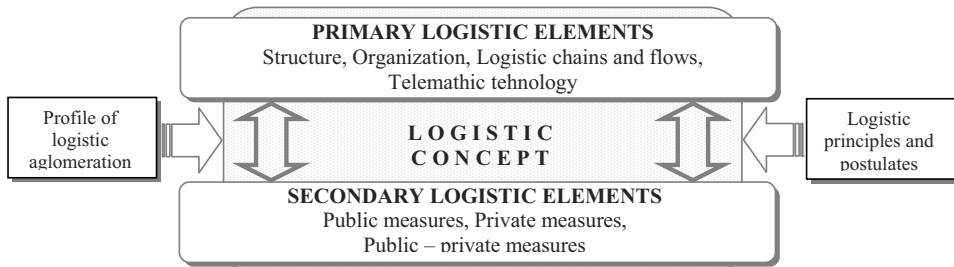 PRIMARY LOGISTIC ELEMENTS
Structure, Organization, Logistic chains and flows,
Telemathic tehnology
Profile of
logistic
aglomeration
L O G I S T I C
C O N C E P T
Logistic
principles and
postulates
SECONDARY LOGISTIC ELEMENTS
Public measures, Private measures,
Public – private measures